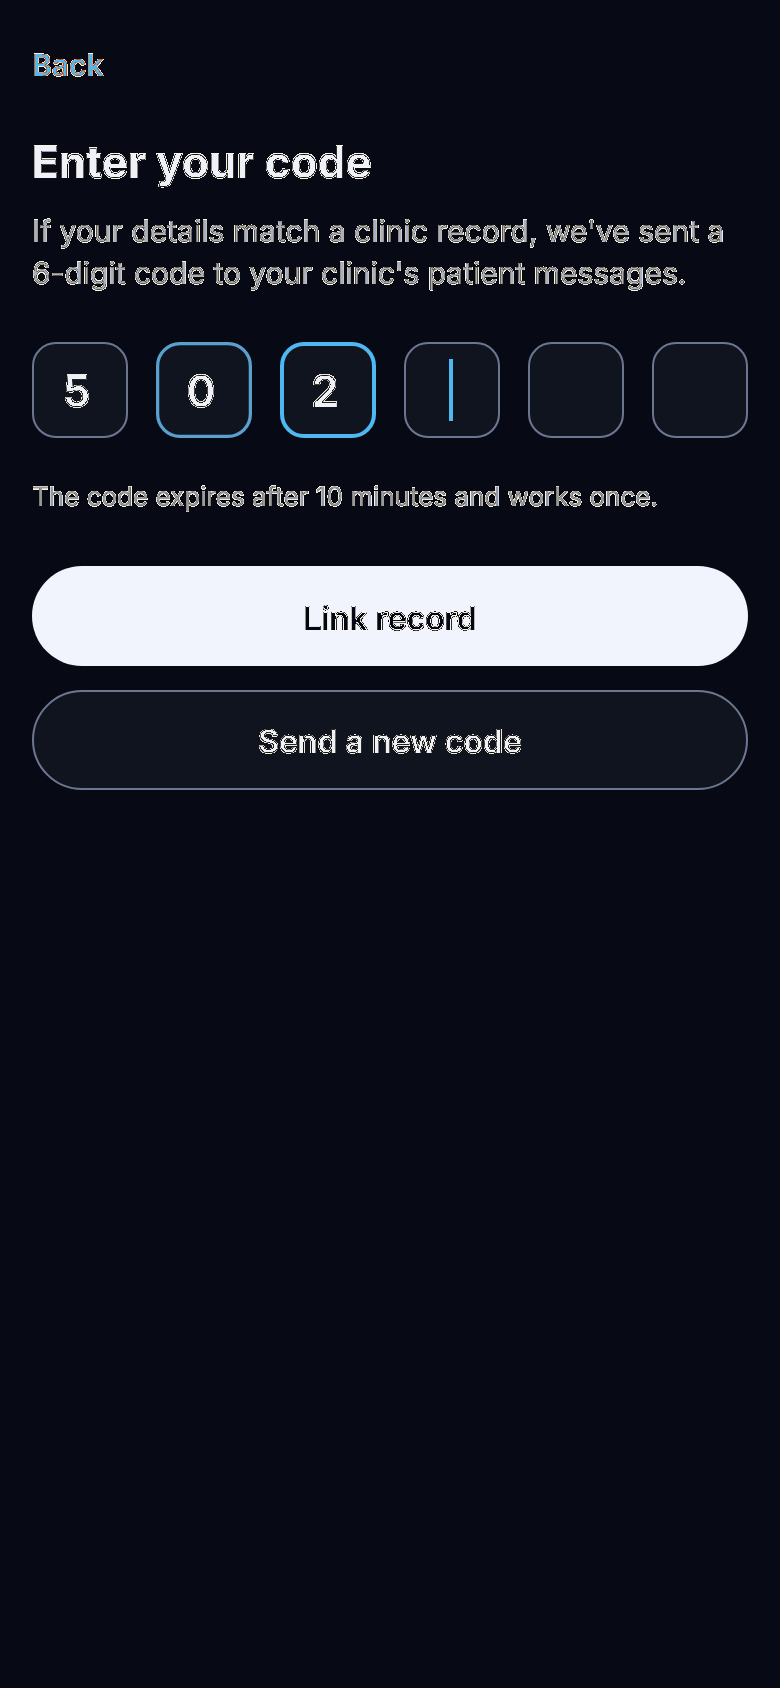 Back
Enter your code
If your details match a clinic record, we've sent a
6-digit code to your clinic's patient messages.
5 0 2
The code expires after 10 minutes and works once.
Link record
Send a new code